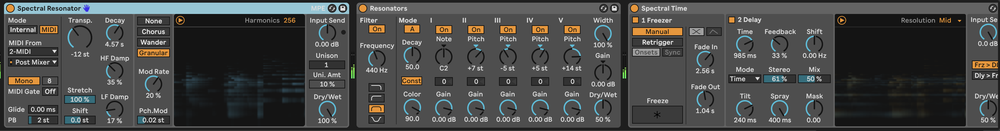 Spectral Resonator MPE
Mode
Internal MIDI
MIDI From
2-MIDI
Post Mixer
Mono 8
MIDI Gate Off
Glide 0.00 ms
PB 2 st
Transp.
-12 st
Stretch
100 %
Shift
0.0 st
Decay
4.57 s
HF Damp
35 %
LF Damp
17 %
None
Chorus
Wander
Granular
Mod Rate
20 %
Pch.Mod
0.02 st
Harmonics 256
Input Send
0.00 dB
Unison
1
Uni. Amt
10 %
Dry/Wet
100 %
Resonators
Filter
On
Frequency
440 Hz
Mode
A
Decay
50.0
Const
Color
90.0
I
On
Note
C2
0
Gain
0.00 dB
II
On
Pitch
+7 st
0
Gain
0.00 dB
III
On
Pitch
-5 st
0
Gain
0.00 dB
IV
On
Pitch
+5 st
0
Gain
0.00 dB
V
On
Pitch
+14 st
0
Gain
0.00 dB
Width
100 %
Gain
0.00 dB
Dry/Wet
50 %
Spectral Time
1 Freezer
Manual
Retrigger
Onsets Sync
Freeze
Fade In
2.56 s
Fade Out
1.04 s
2 Delay
Time Feedback Shift
985 ms 33 % 0.00 Hz
Mode Stereo Mix
Time 61 % 50 %
Tilt Spray Mask
240 ms 400 ms 0.00
Resolution Mid
Input Se
0.0 dB
Frz > Dl
Dly > Fr
Dry/We
50 %